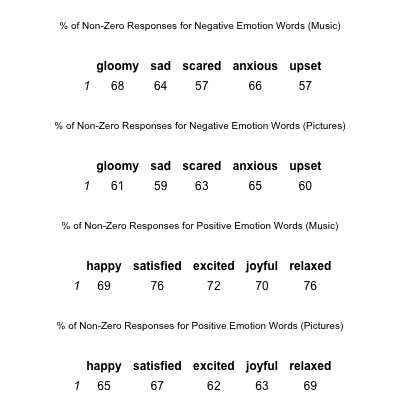 % of Non-Zero Responses for Negative Emotion Words (Music)
gloomy sad scared anxious upset
1 68 64 57 66 57
% of Non-Zero Responses for Negative Emotion Words (Pictures)
gloomy sad scared anxious upset
1 61 59 63 65 60
% of Non-Zero Responses for Positive Emotion Words (Music)
happy satisfied excited joyful relaxed
1 69 76 72 70 76
% of Non-Zero Responses for Positive Emotion Words (Pictures)
happy satisfied excited joyful relaxed
1 65 67 62 63 69